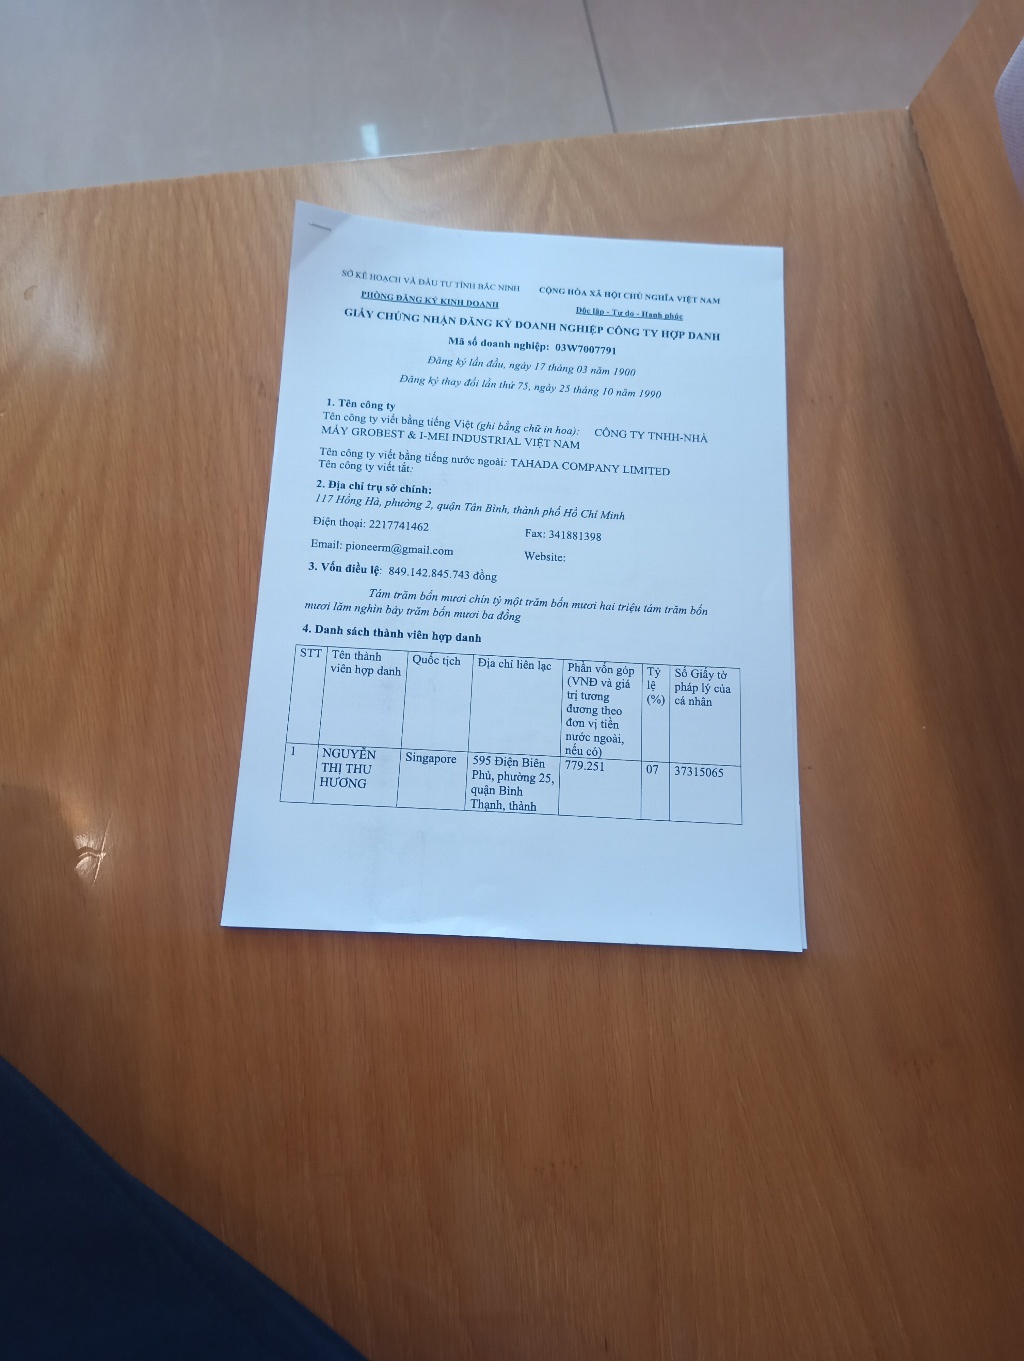 SỞ KẾ HOẠCH VÀ ĐẦU TƯ TỈNH BẮC NINH
PHÒNG ĐĂNG KÝ KINH DOANH
CỘNG HÒA XÃ HỘI CHỦ NGHĨA VIỆT NAM
Độc lập - Tự do - Hạnh phúc
GIẤY CHỨNG NHẬN ĐĂNG KÝ DOANH NGHIỆP CÔNG TY HỢP DANH
Mã số doanh nghiệp: 03W7007791
Đăng ký lần đầu, ngày 17 tháng 03 năm 1900
Đăng ký thay đổi lần thứ 75, ngày 25 tháng 10 năm 1990
1. Tên công ty
Tên công ty viết bằng tiếng Việt (ghi bằng chữ in hoa): CÔNG TY TNHH-NHÀ
MÁY GROBEST & I-MEI INDUSTRIAL VIỆT NAM
Tên công ty viết bằng tiếng nước ngoài: TAHADA COMPANY LIMITED
Tên công ty viết tắt:
2. Địa chỉ trụ sở chính:
117 Hồng Hà, phường 2, quận Tân Bình, thành phố Hồ Chí Minh
Điện thoại: 2217741462 Fax: 341881398
Email: pioneerm@gmail.com Website:
3. Vốn điều lệ: 849.142.845.743 đồng
Tám trăm bốn mươi chín tỷ một trăm bốn mươi hai triệu tám trăm bốn
mươi lăm nghìn bảy trăm bốn mươi ba đồng
4. Danh sách thành viên hợp danh
STT
Tên thành
viên hợp danh
Quốc tịch
Địa chỉ liên lạc
Phần vốn góp
(VNĐ và giá
trị tương
đương theo
đơn vị tiền
nước ngoài,
nếu có)
Tỷ
lệ
(%)
Số Giấy tờ
pháp lý của
cá nhân
1
NGUYỄN
THỊ THU
HƯƠNG
Singapore
595 Điện Biên
Phủ, phường 25,
quận Bình
Thạnh, thành
779.251
07
37315065